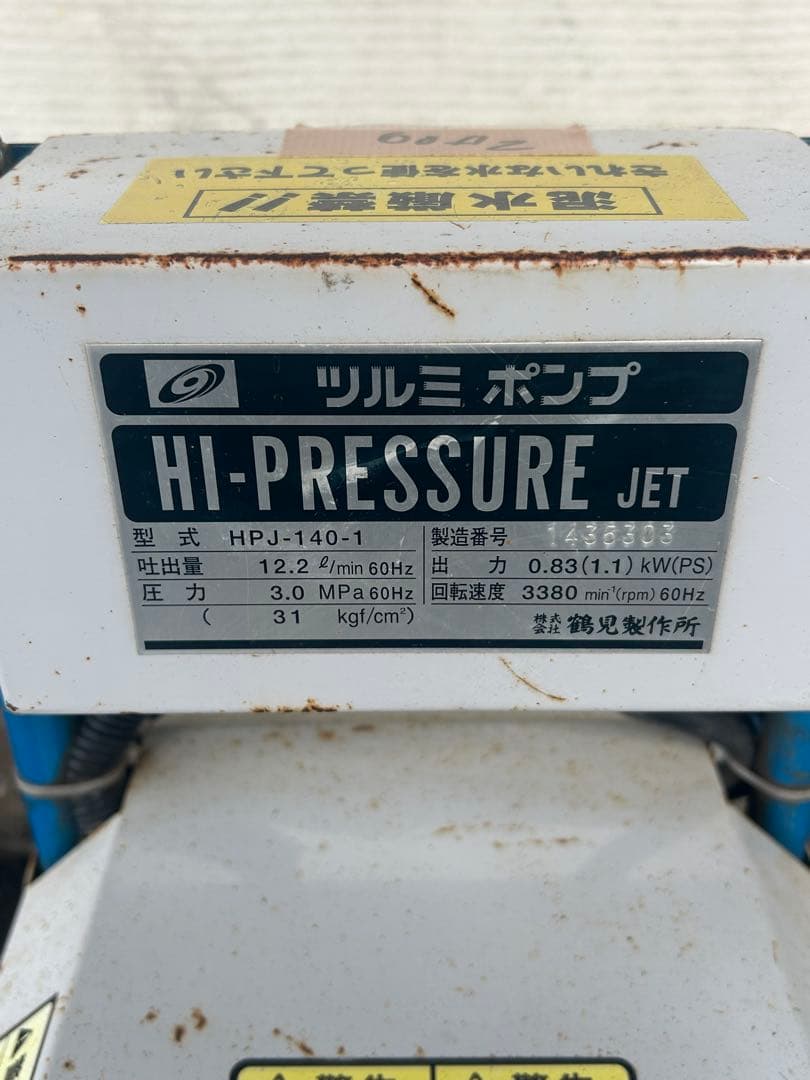 泥水厳禁!!
きれいな水を使って下さい
ツルミポンプ
HI-PRESSURE JET
型式 HPJ-140-1
製造番号 1436303
吐出量 12.2 ℓ/min 60Hz
出力 0.83(1.1) kW(PS)
圧力 3.0 MPa 60Hz
回転速度 3380 min⁻¹(rpm) 60Hz
( 31 kgf/cm²)
株式会社 鶴見製作所
警告
警告